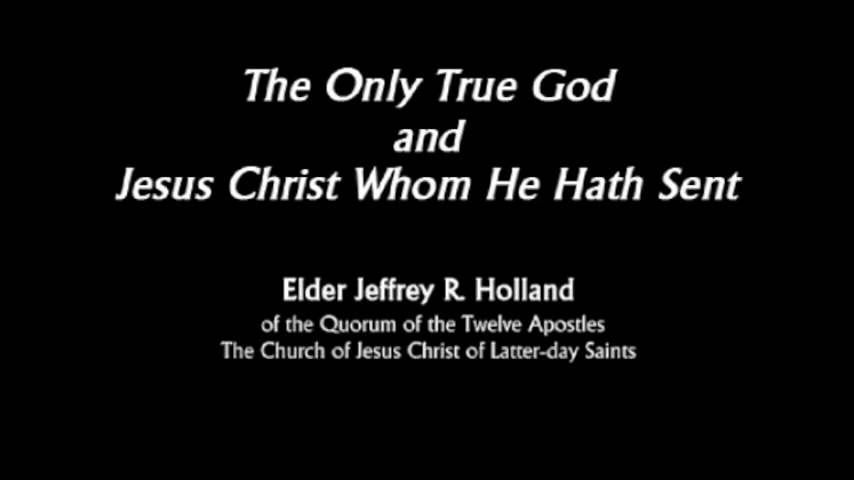 The Only True God
and
Jesus Christ Whom He Hath Sent
Elder Jeffrey R. Holland
of the Quorum of the Twelve Apostles
The Church of Jesus Christ of Latter-day Saints